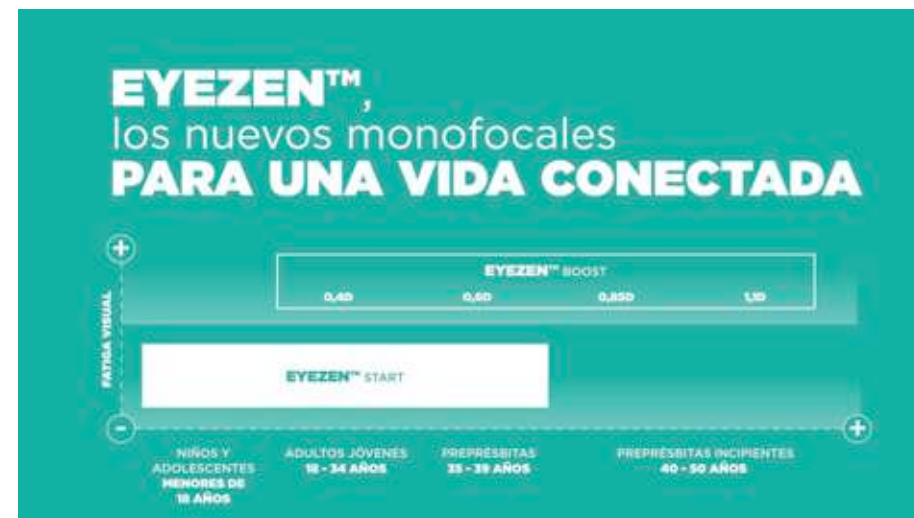 EYEZEN™,
los nuevos monofocales
PARA UNA VIDA CONECTADA
+
EYEZEN™ BOOST
0,4D 0,6D 0,85D 1,1D
FATIGA VISUAL
EYEZEN™ START
-
+
NIÑOS Y
ADOLESCENTES
MENORES DE
18 AÑOS
ADULTOS JÓVENES
18 - 34 AÑOS
PREPRÉSBITAS
35 - 39 AÑOS
PREPRÉSBITAS INCIPIENTES
40 - 50 AÑOS